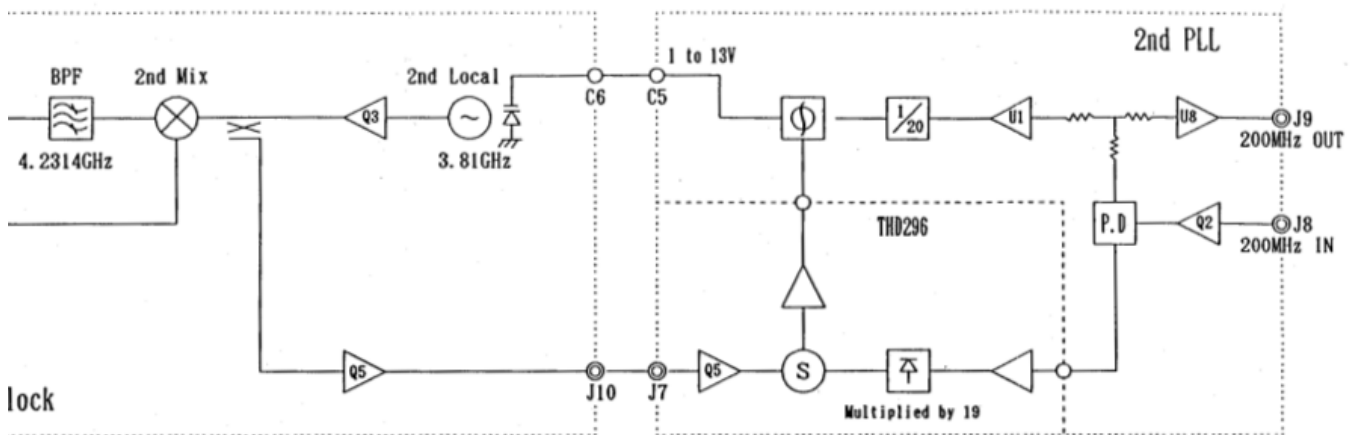 2nd PLL
1 to 13V
BPF
2nd Mix
2nd Local
C6
C5
Q3
1/20
U1
U8
J9
200MHz OUT
4.2314GHz
3.81GHz
THD296
P.D
Q2
J8
200MHz IN
Q5
J10
J7
Q5
S
Multiplied by 19
lock